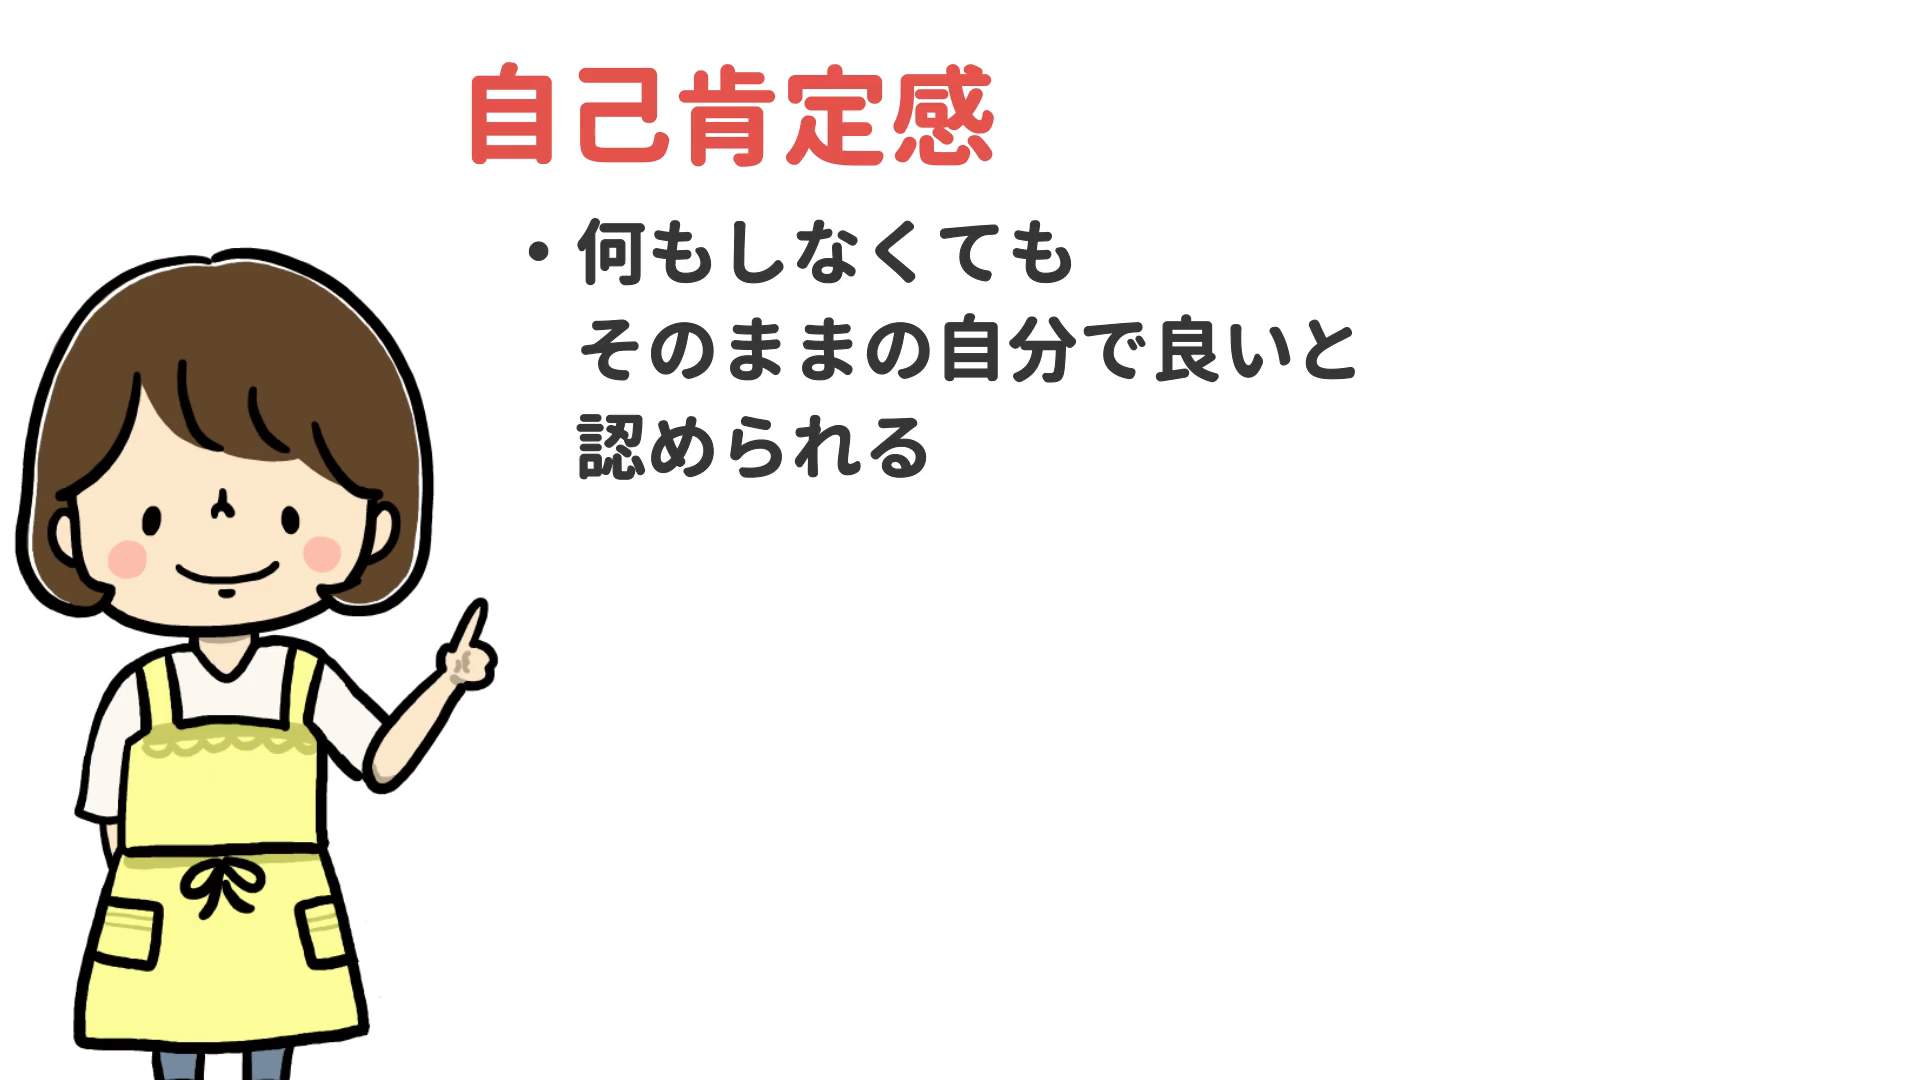 自己肯定感
・何もしなくても
そのままの自分で良いと
認められる